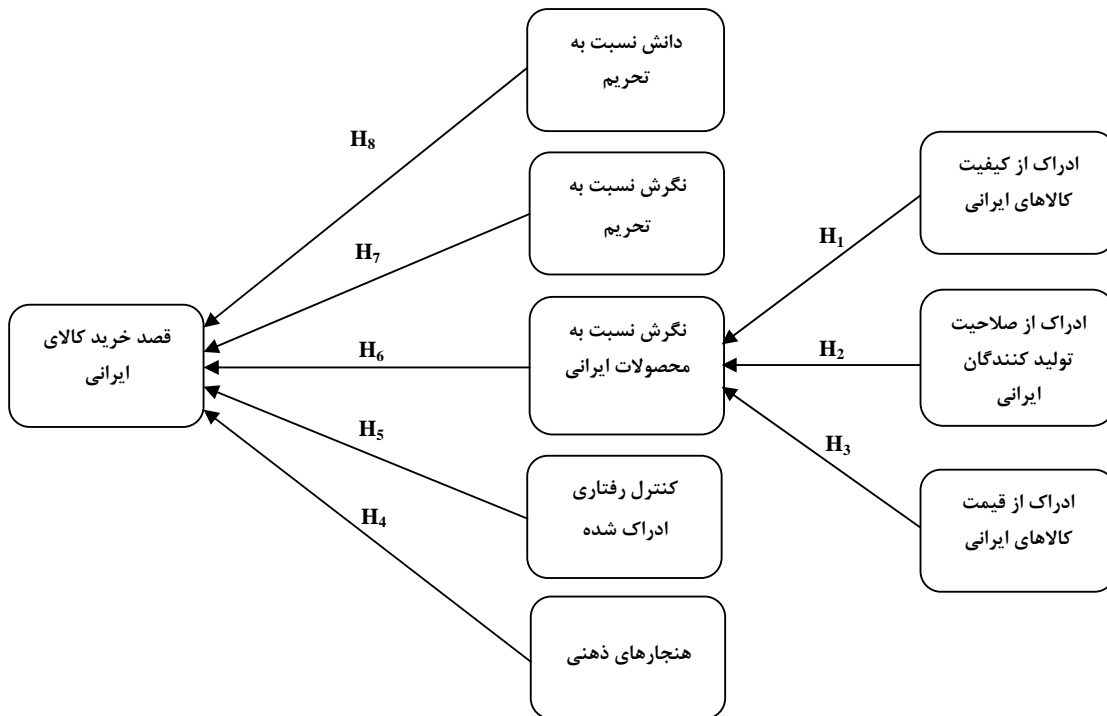 ادراک از کیفیت
کالاهای ایرانی
ادراک از صلاحیت
تولید کنندگان
ایرانی
ادراک از قیمت
کالاهای ایرانی
H1
H2
H3
دانش نسبت به
تحریم
نگرش نسبت به
تحریم
نگرش نسبت به
محصولات ایرانی
کنترل رفتاری
ادراک شده
هنجارهای ذهنی
H8
H7
H6
H5
H4
قصد خرید کالای
ایرانی